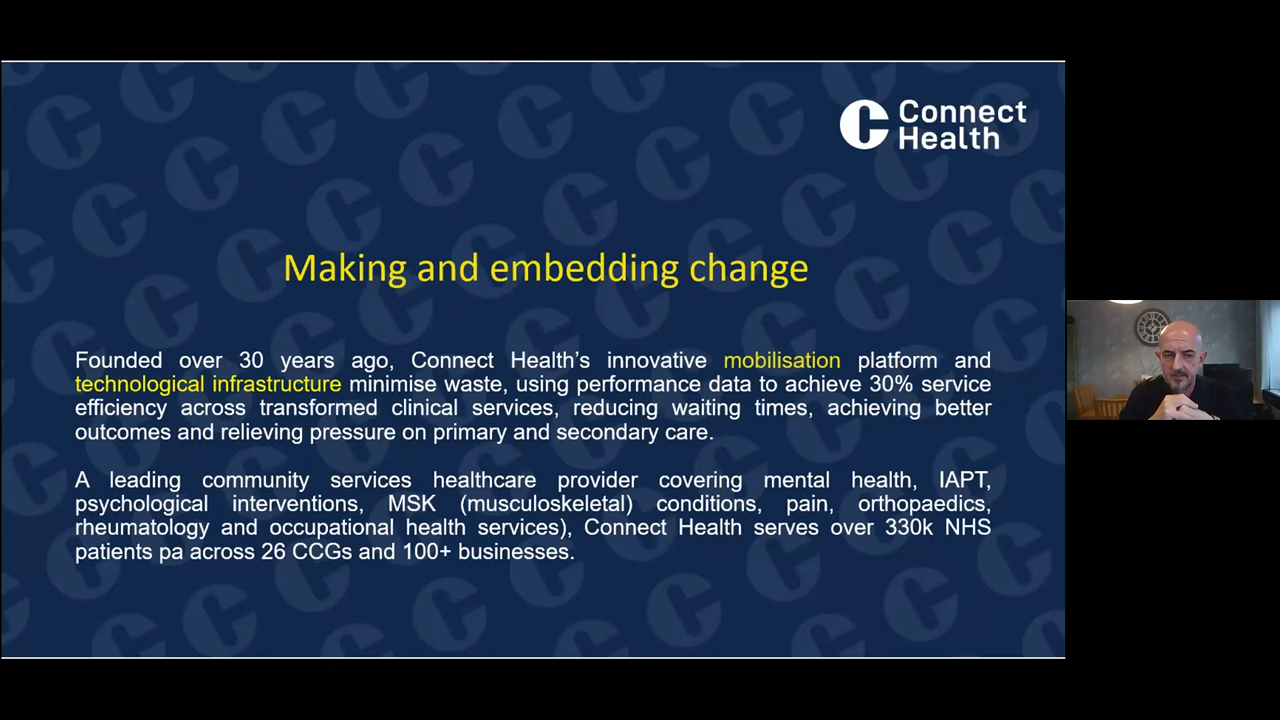 Connect
Health
Making and embedding change
Founded over 30 years ago, Connect Health’s innovative mobilisation platform and
technological infrastructure minimise waste, using performance data to achieve 30% service
efficiency across transformed clinical services, reducing waiting times, achieving better
outcomes and relieving pressure on primary and secondary care.
A leading community services healthcare provider covering mental health, IAPT,
psychological interventions, MSK (musculoskeletal) conditions, pain, orthopaedics,
rheumatology and occupational health services), Connect Health serves over 330k NHS
patients pa across 26 CCGs and 100+ businesses.